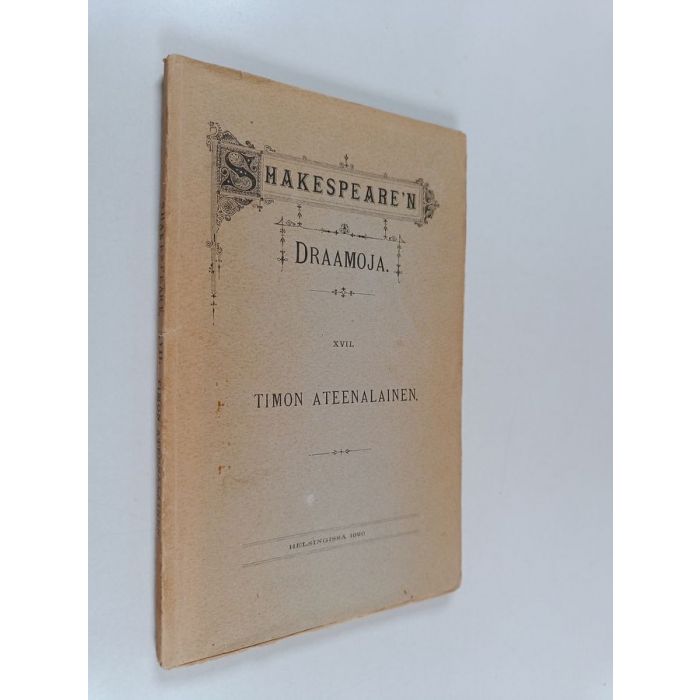 SHAKESPEARE'N
DRAAMOJA.
XVII.
TIMON ATEENALAINEN.
HELSINGISSÄ